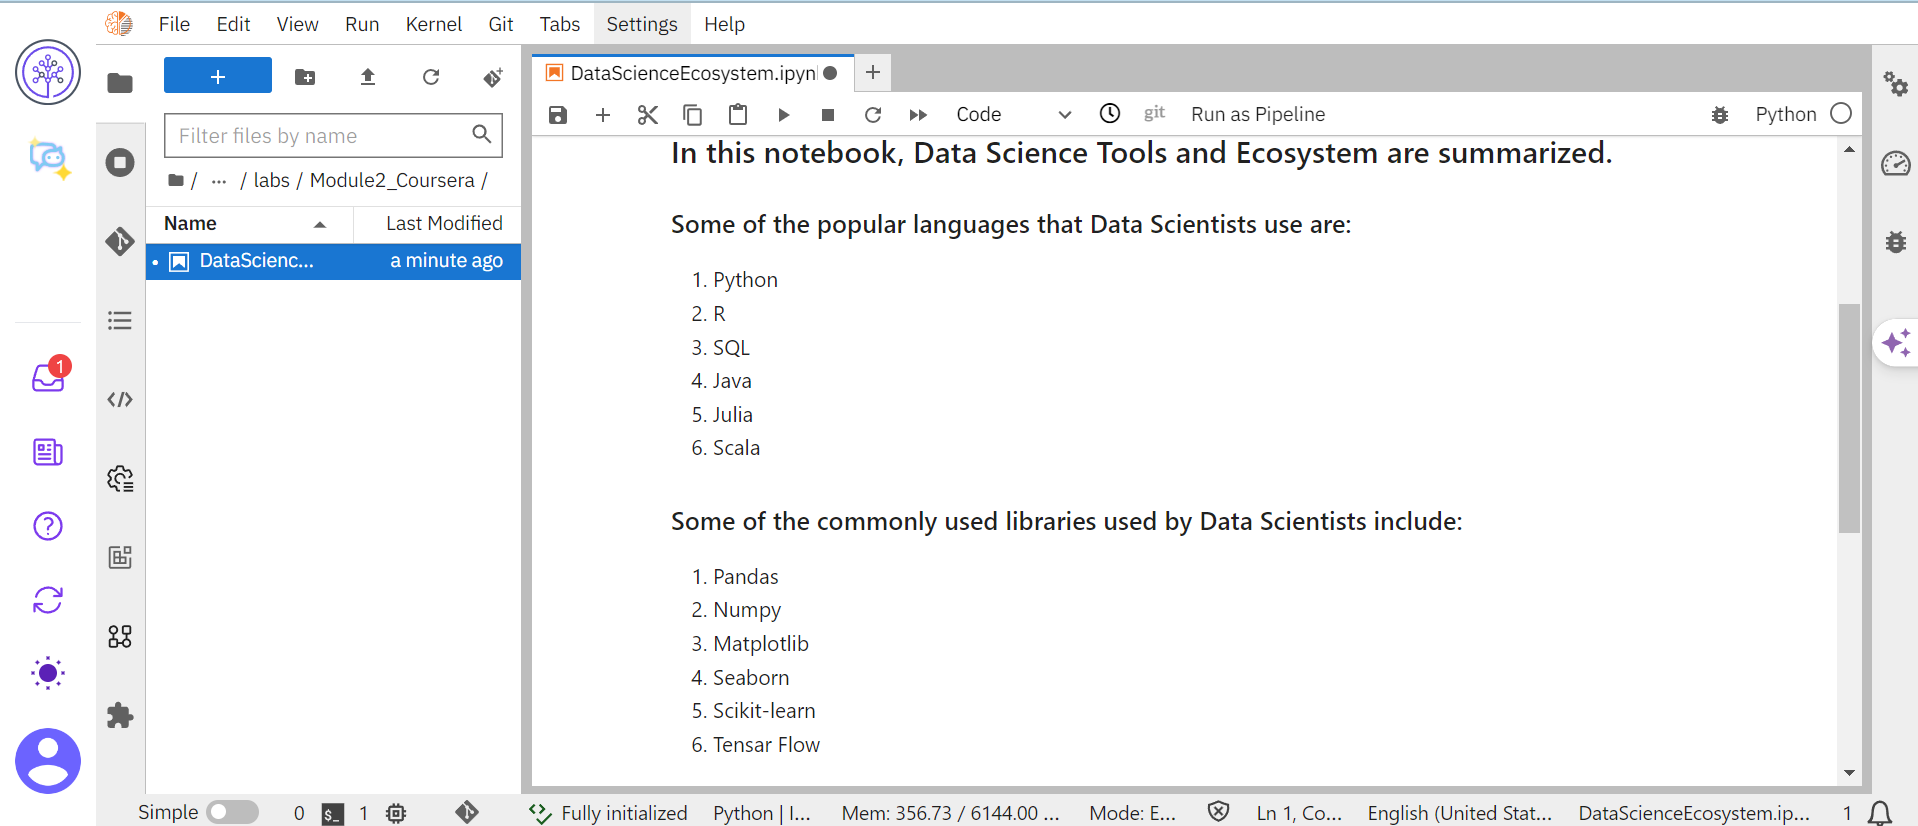 File Edit View Run Kernel Git Tabs Settings Help
+
Filter files by name
/ ... / labs / Module2_Coursera /
Name Last Modified
DataScienc... a minute ago
1
DataScienceEcosystem.ipyn
Code git Run as Pipeline Python
In this notebook, Data Science Tools and Ecosystem are summarized.
Some of the popular languages that Data Scientists use are:
1. Python
2. R
3. SQL
4. Java
5. Julia
6. Scala
Some of the commonly used libraries used by Data Scientists include:
1. Pandas
2. Numpy
3. Matplotlib
4. Seaborn
5. Scikit-learn
6. Tensar Flow
Simple 0 $_ 1 Fully initialized Python | I... Mem: 356.73 / 6144.00 ... Mode: E... Ln 1, Co... English (United Stat... DataScienceEcosystem.ip... 1